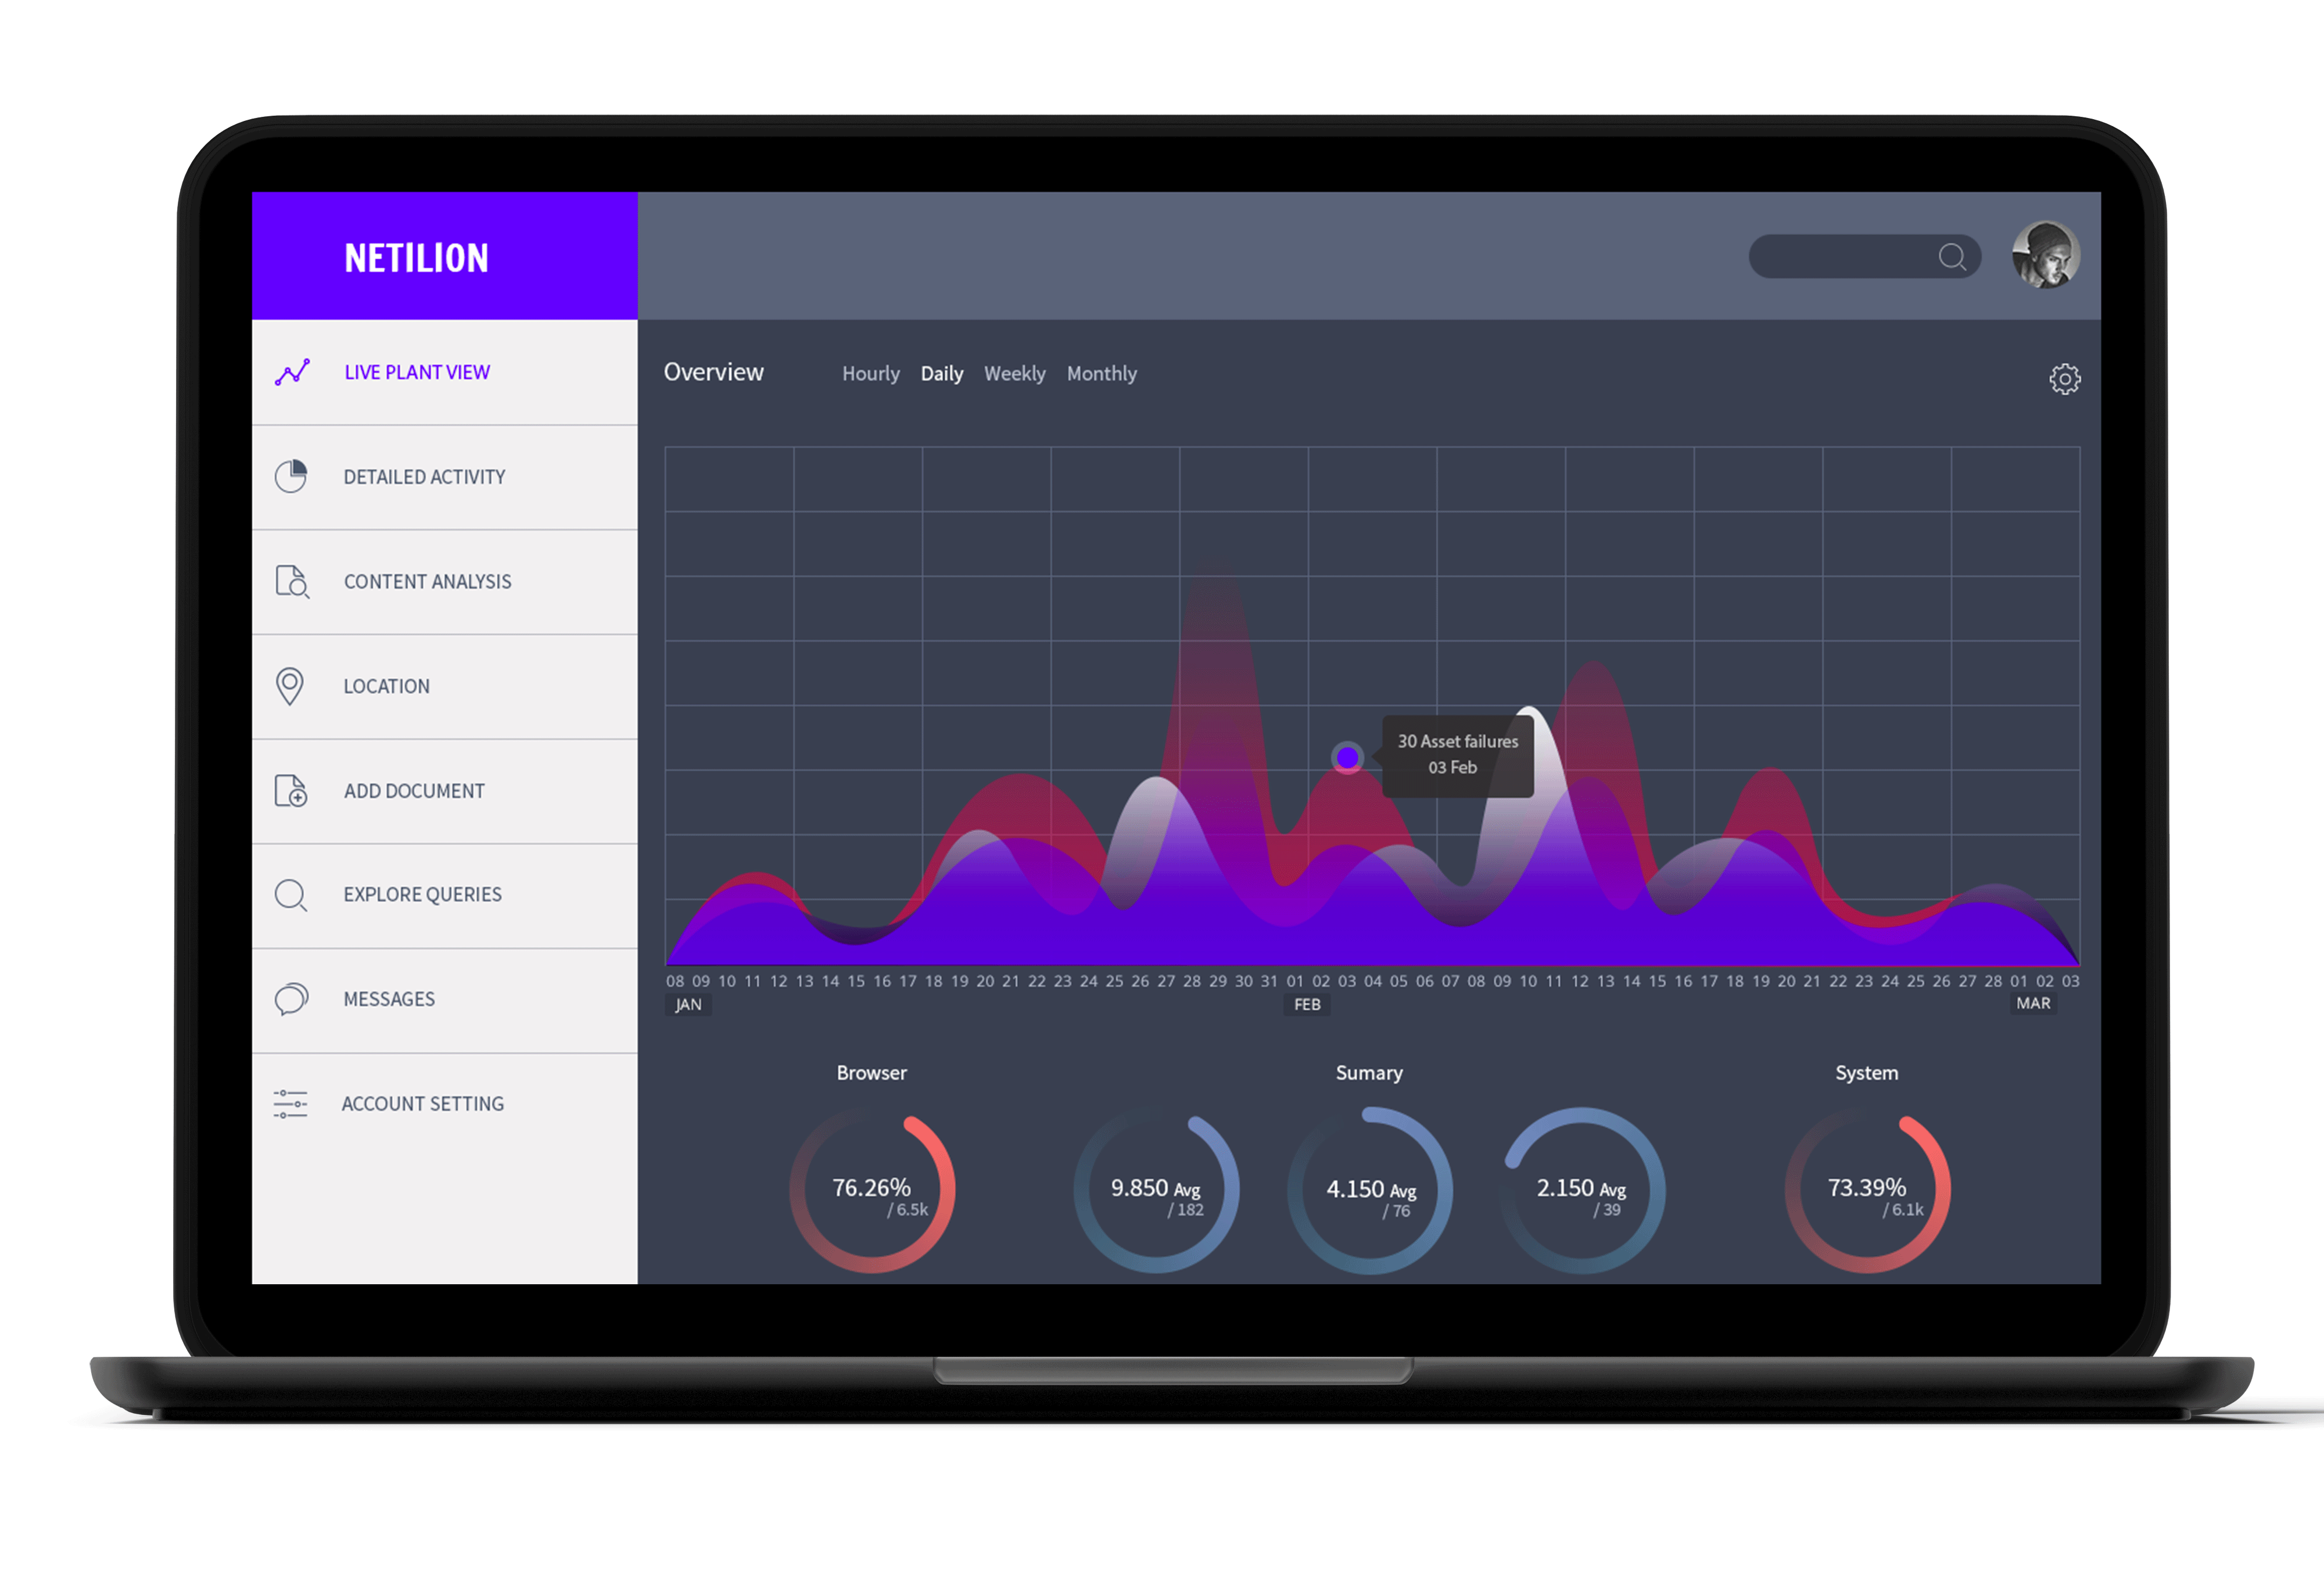 NETILION
LIVE PLANT VIEW
DETAILED ACTIVITY
CONTENT ANALYSIS
LOCATION
ADD DOCUMENT
EXPLORE QUERIES
MESSAGES
ACCOUNT SETTING
Overview Hourly Daily Weekly Monthly
30 Asset failures
03 Feb
08 09 10 11 12 13 14 15 16 17 18 19 20 21 22 23 24 25 26 27 28 29 30 31 01 02 03 04 05 06 07 08 09 10 11 12 13 14 15 16 17 18 19 20 21 22 23 24 25 26 27 28 01 02 03
JAN FEB MAR
Browser Sumary System
76.26% 9.850 Avg 4.150 Avg 2.150 Avg 73.39%
/ 6.5k / 182 / 76 / 39 / 6.1k